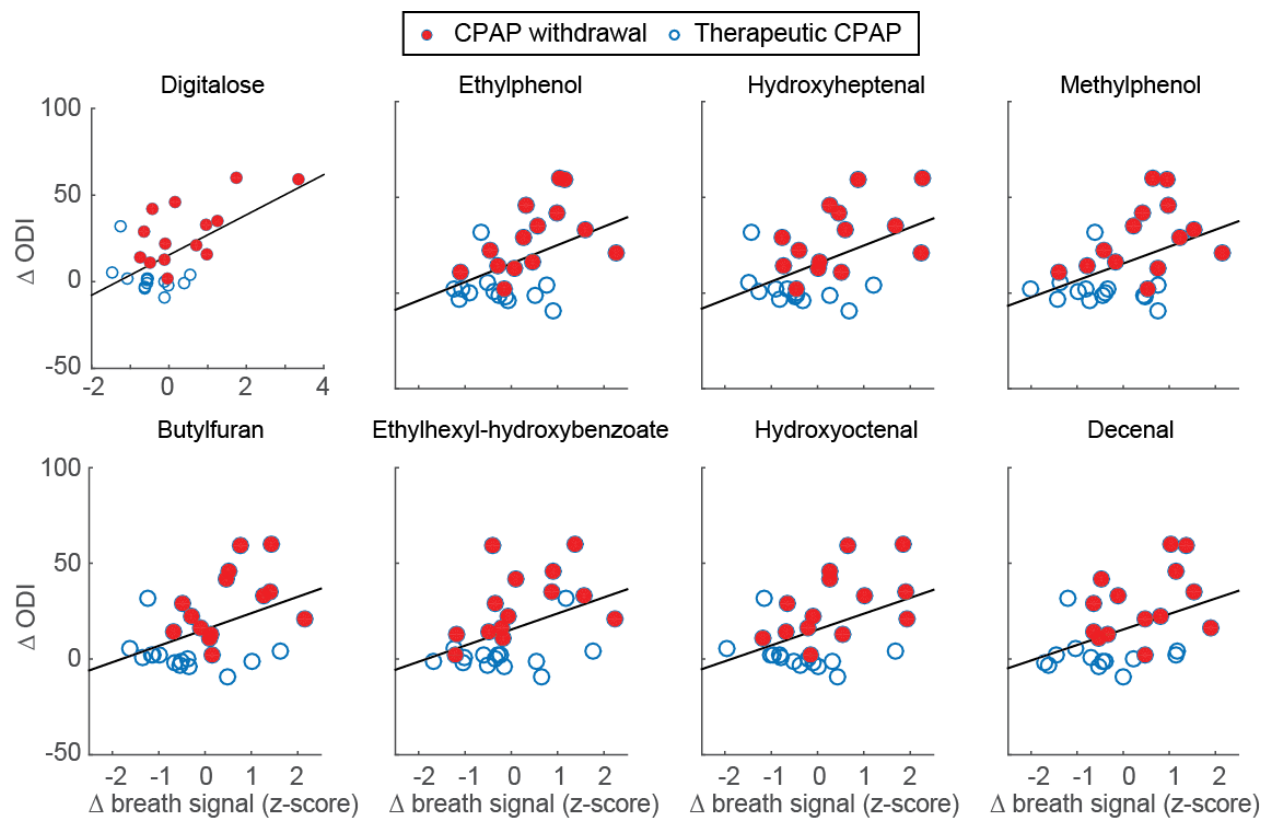 CPAP withdrawal Therapeutic CPAP
Digitalose Ethylphenol Hydroxyheptenal Methylphenol
100
50
0
-50
Δ ODI
-2 0 2 4
Butylfuran Ethylhexyl-hydroxybenzoate Hydroxyoctenal Decenal
100
50
0
-50
Δ ODI
-2 -1 0 1 2 -2 -1 0 1 2 -2 -1 0 1 2 -2 -1 0 1 2
Δ breath signal (z-score) Δ breath signal (z-score) Δ breath signal (z-score) Δ breath signal (z-score)